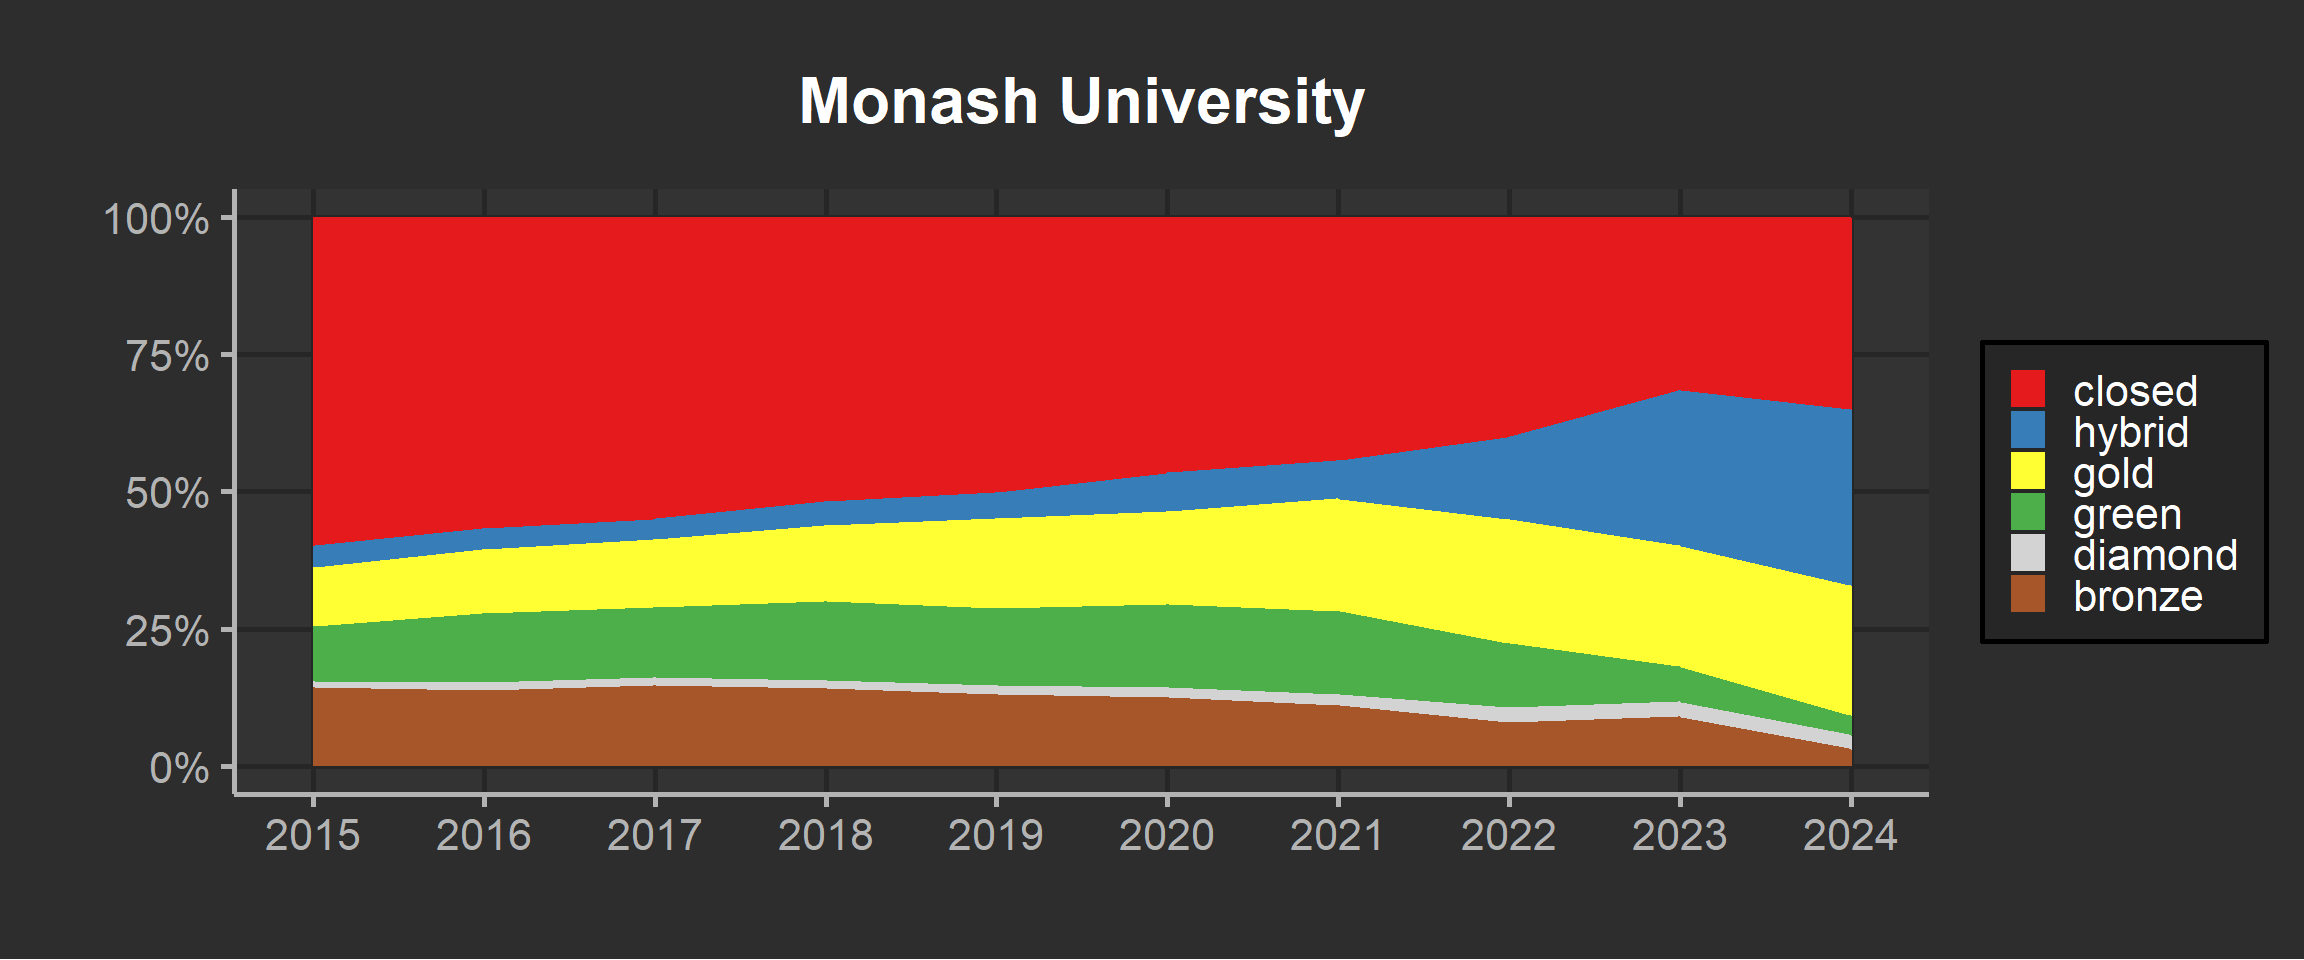 Monash University
100%
75%
50%
25%
0%
2015 2016 2017 2018 2019 2020 2021 2022 2023 2024
closed
hybrid
gold
green
diamond
bronze